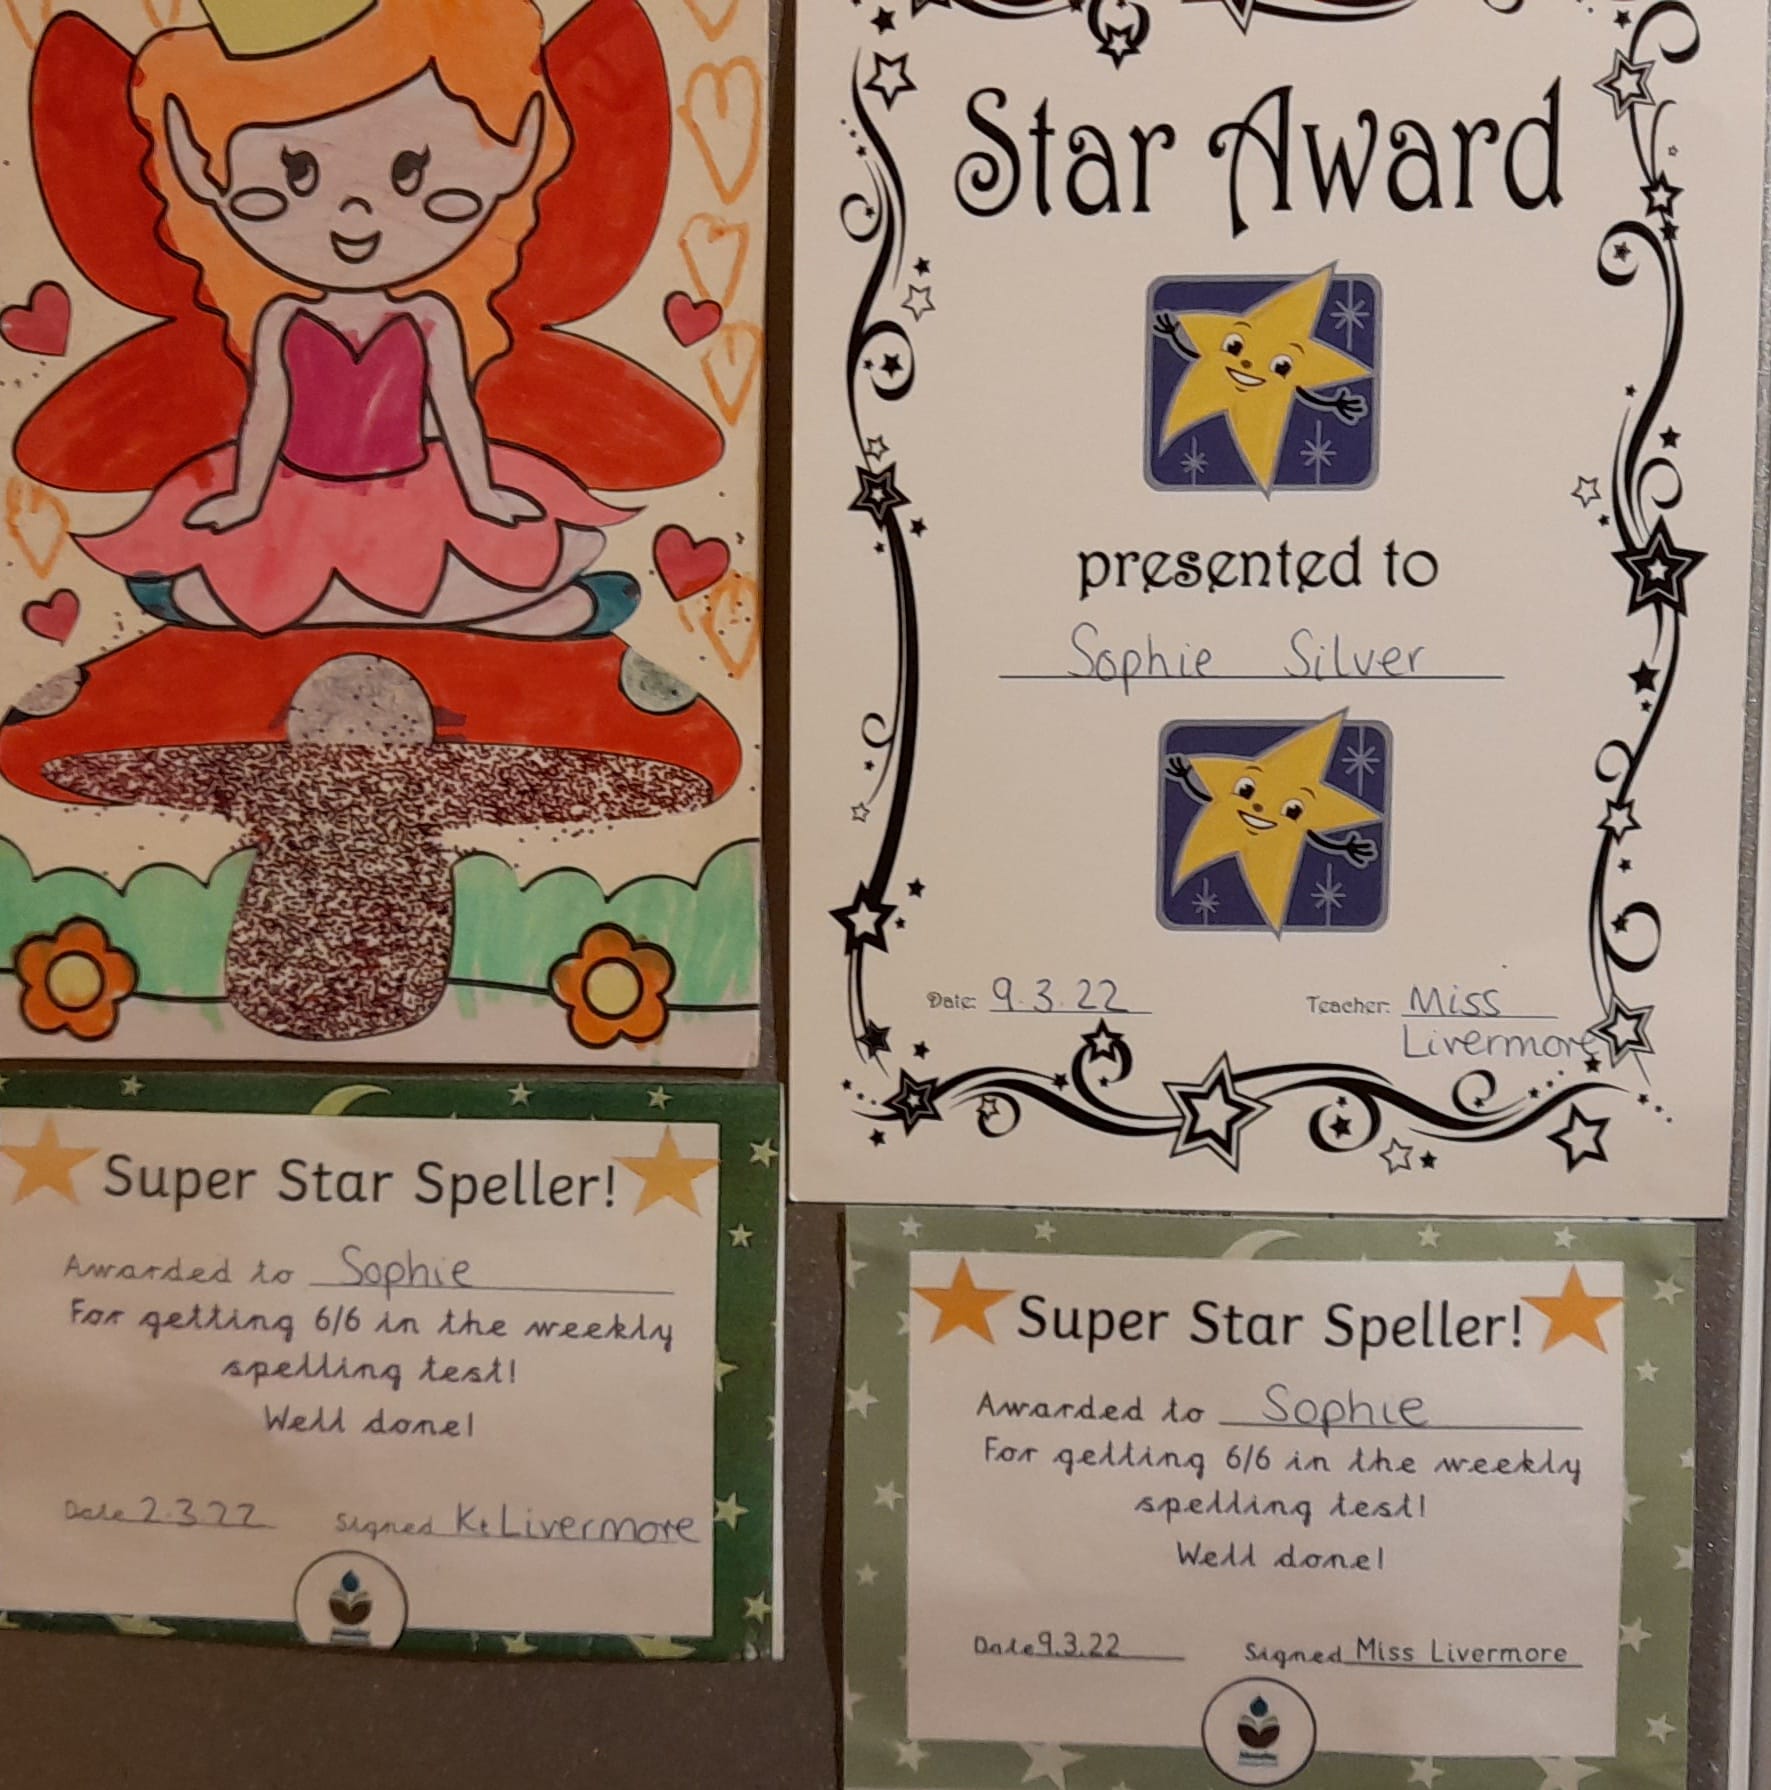 Star Award
presented to
Sophie Silver
Date: 9.3.22
Teacher: Miss
Livermore
Super Star Speller!
Awarded to Sophie
For getting 6/6 in the weekly
spelling test!
Well done!
Date 2.3.22 Signed K. Livermore
Super Star Speller!
Awarded to Sophie
For getting 6/6 in the weekly
spelling test!
Well done!
Date 9.3.22 Signed Miss Livermore